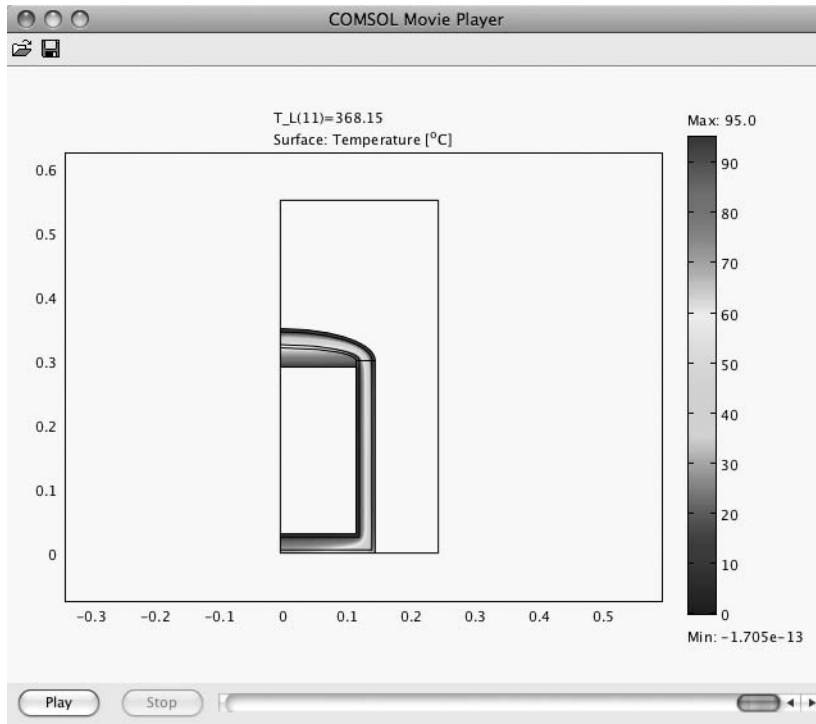 COMSOL Movie Player
T_L(11)=368.15
Surface: Temperature [°C]
Max: 95.0
0.6
0.5
0.4
0.3
0.2
0.1
0
90
80
70
60
50
40
30
20
10
0
−0.3 −0.2 −0.1 0 0.1 0.2 0.3 0.4 0.5
Min: −1.705e−13
Play Stop